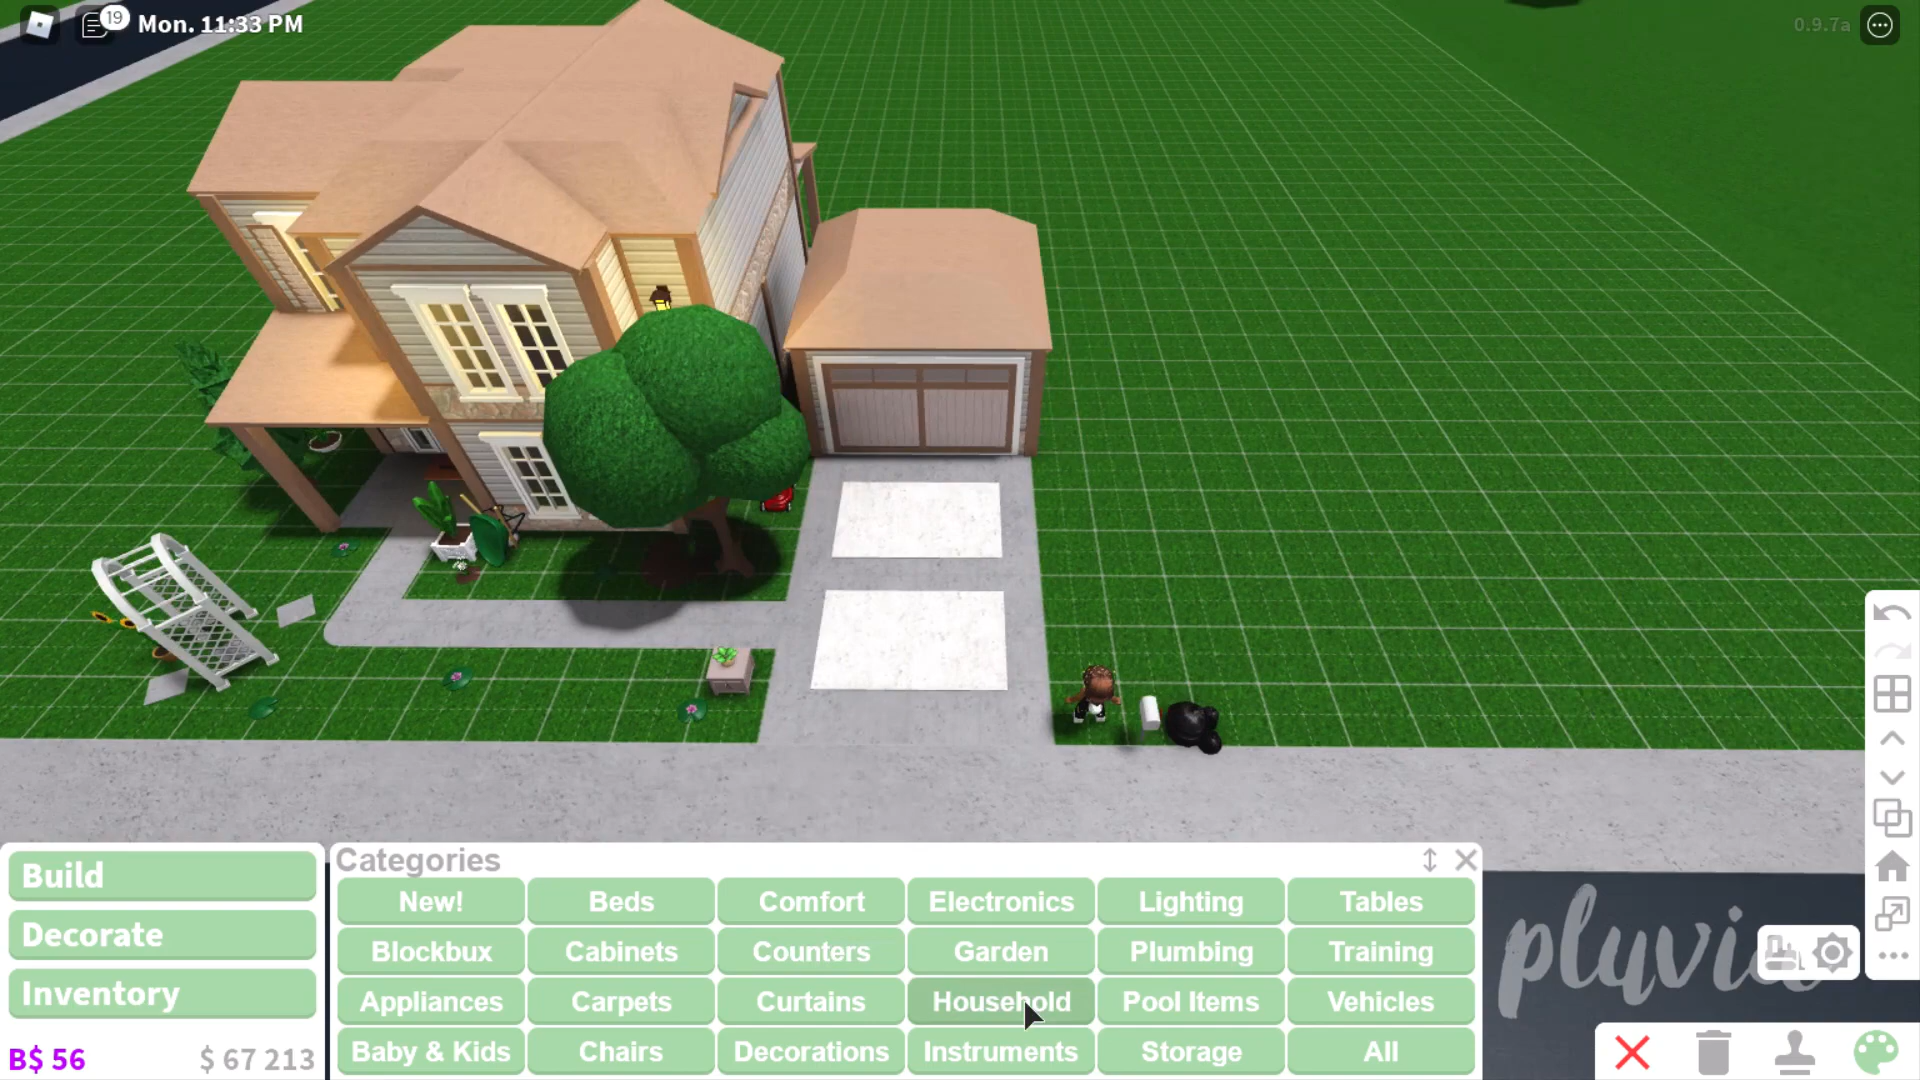 19 Mon. 11:33 PM
0.9.7a
Build
Decorate
Inventory
B$ 56 $ 67 213
Categories
New! Beds Comfort Electronics Lighting Tables
Blockbux Cabinets Counters Garden Plumbing Training
Appliances Carpets Curtains Household Pool Items Vehicles
Baby & Kids Chairs Decorations Instruments Storage All